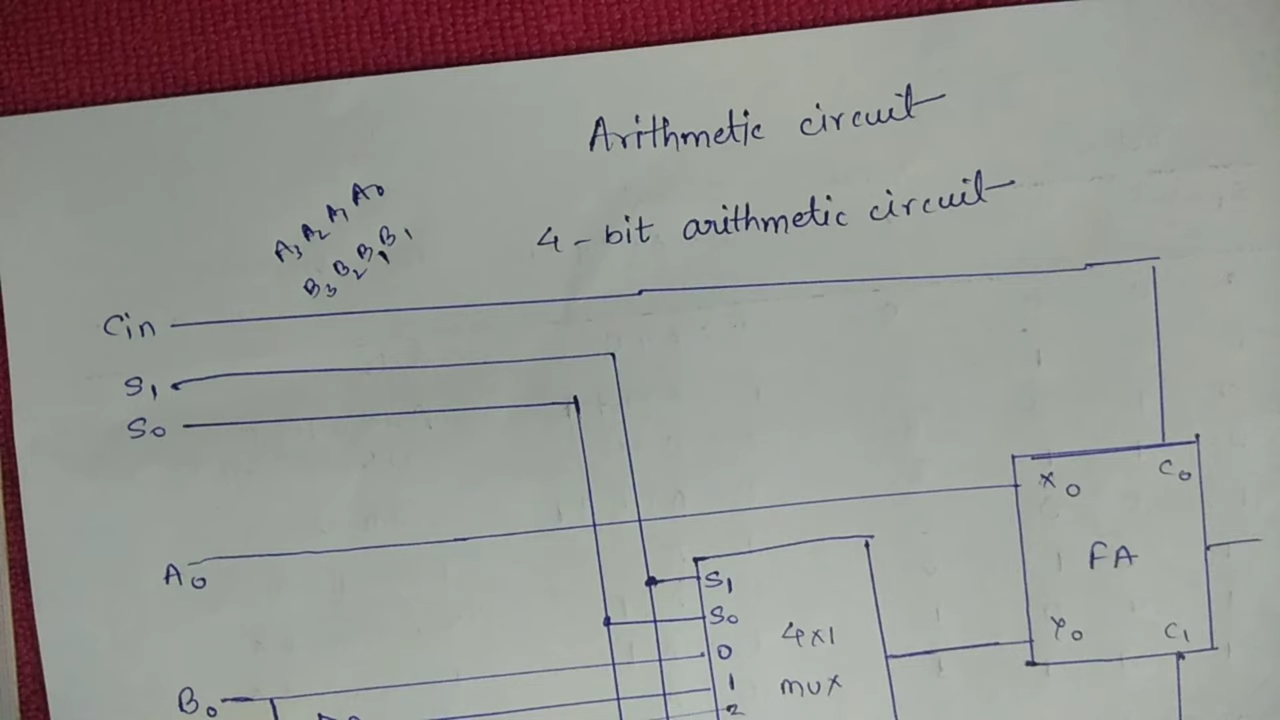 Arithmetic circuit
4-bit arithmetic circuit
A3 A2 A1 A0
B3 B2 B1 B1
Cin
S1
S0
X0 C0
FA
A0
S1
S0
4x1
0
Y0 C1
1
mux
B0
2